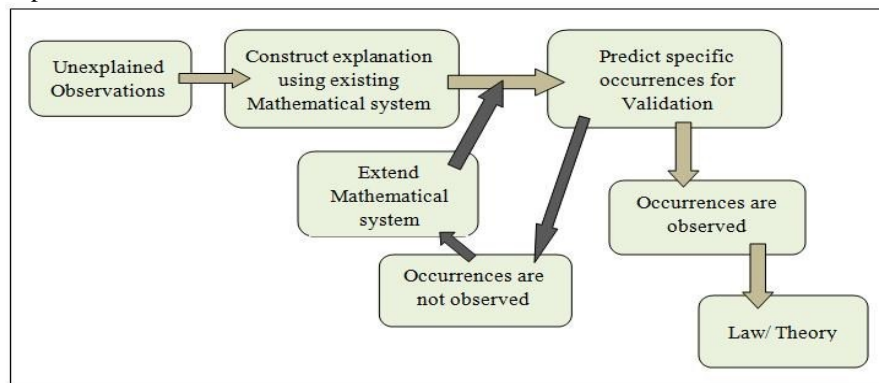 Unexplained
Observations
Construct explanation
using existing
Mathematical system
Predict specific
occurrences for
Validation
Extend
Mathematical
system
Occurrences are
observed
Occurrences are
not observed
Law/ Theory